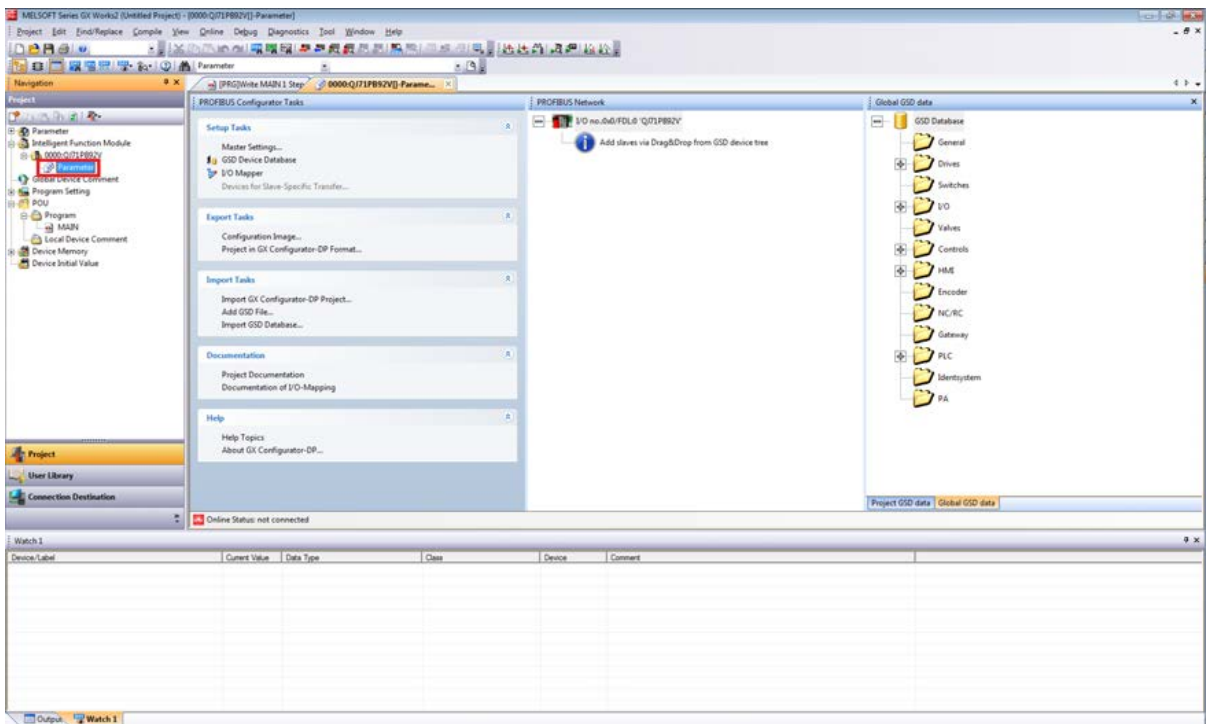 MELSOFT Series GX Works2 (Untitled Project) - [0000:QJ71PB92V[]-Parameter]
Project Edit Find/Replace Compile View Online Debug Diagnostics Tool Window Help
Parameter
Navigation
[PRG]Write MAIN 1 Step
0000:QJ71PB92V[]-Parame...
Project
Parameter
Intelligent Function Module
0000:QJ71PB92V
Parameter
Global Device Comment
Program Setting
POU
Program
MAIN
Local Device Comment
Device Memory
Device Initial Value
Project
User Library
Connection Destination
PROFIBUS Configurator Tasks
Setup Tasks
Master Settings...
GSD Device Database
I/O Mapper
Devices for Slave-Specific Transfer...
Export Tasks
Configuration Image...
Project in GX Configurator-DP Format...
Import Tasks
Import GX Configurator-DP Project...
Add GSD File...
Import GSD Database...
Documentation
Project Documentation
Documentation of I/O-Mapping
Help
Help Topics
About GX Configurator-DP...
Online Status: not connected
PROFIBUS Network
I/O no.:0x0/FDL:0 'QJ71PB92V'
Add slaves via Drag&Drop from GSD device tree
Global GSD data
GSD Database
General
Drives
Switches
I/O
Valves
Controls
HMI
Encoder
NC/RC
Gateway
PLC
Identsystem
PA
Project GSD data Global GSD data
Watch 1
Device/Label Current Value Data Type Class Device Comment
Output Watch 1